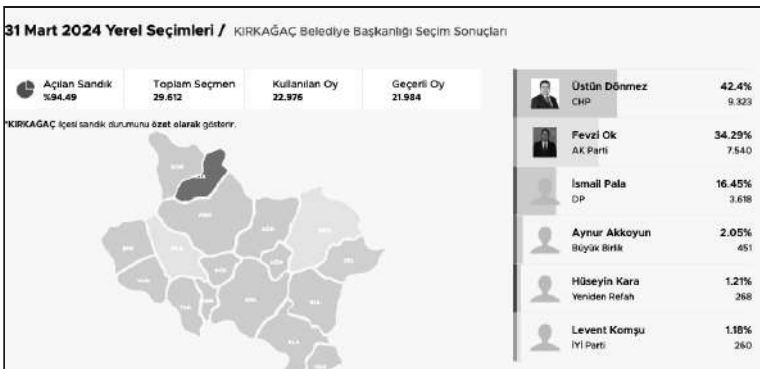 31 Mart 2024 Yerel Seçimleri / KIRKAĞAÇ Belediye Başkanlığı Seçim Sonuçları
Açılan Sandık
%94.49
Toplam Seçmen
29.612
Kullanılan Oy
22.976
Geçerli Oy
21.984
*KIRKAĞAÇ ilçesi sandık durumunu özet olarak gösterir.
Üstün Dönmez 42.4%
CHP 9.323
Fevzi Ok 34.29%
AK Parti 7.540
İsmail Pala 16.45%
DP 3.618
Aynur Akkoyun 2.05%
Büyük Birlik 451
Hüseyin Kara 1.21%
Yeniden Refah 268
Levent Komşu 1.18%
İYİ Parti 260